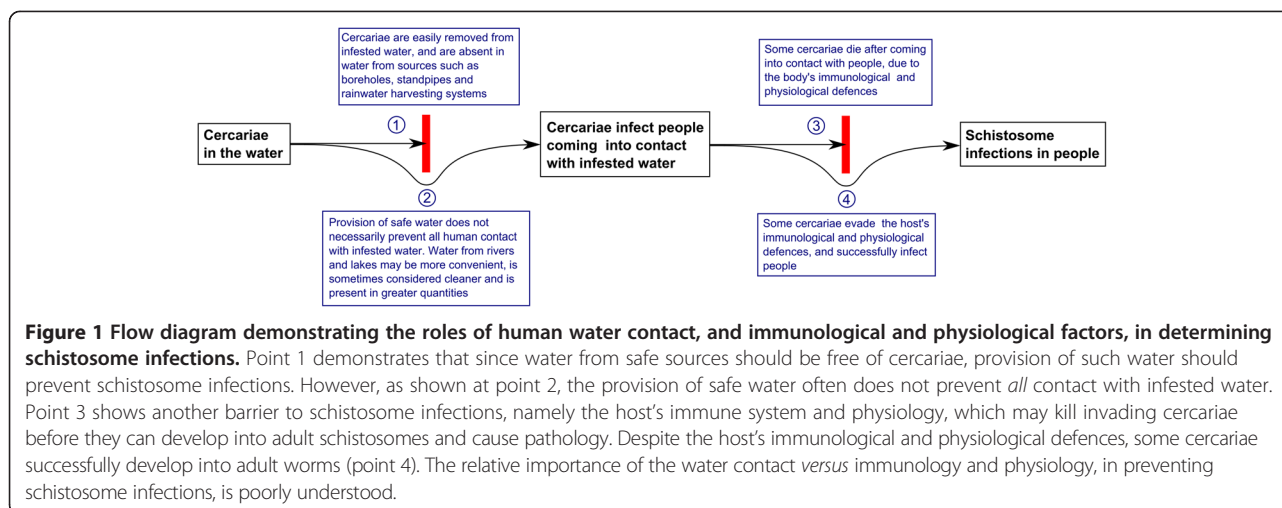 Cercariae are easily removed from
infested water, and are absent in
water from sources such as
boreholes, standpipes and
rainwater harvesting systems
Some cercariae die after coming
into contact with people, due to
the body's immunological and
physiological defences
1
3
Cercariae
in the water
Cercariae infect people
coming into contact
with infested water
Schistosome
infections in people
2
4
Provision of safe water does not
necessarily prevent all human contact
with infested water. Water from rivers
and lakes may be more convenient, is
sometimes considered cleaner and is
present in greater quantities
Some cercariae evade the host's
immunological and physiological
defences, and successfully infect
people
Figure 1 Flow diagram demonstrating the roles of human water contact, and immunological and physiological factors, in determining
schistosome infections. Point 1 demonstrates that since water from safe sources should be free of cercariae, provision of such water should
prevent schistosome infections. However, as shown at point 2, the provision of safe water often does not prevent all contact with infested water.
Point 3 shows another barrier to schistosome infections, namely the host's immune system and physiology, which may kill invading cercariae
before they can develop into adult schistosomes and cause pathology. Despite the host's immunological and physiological defences, some cercariae
successfully develop into adult worms (point 4). The relative importance of the water contact versus immunology and physiology, in preventing
schistosome infections, is poorly understood.